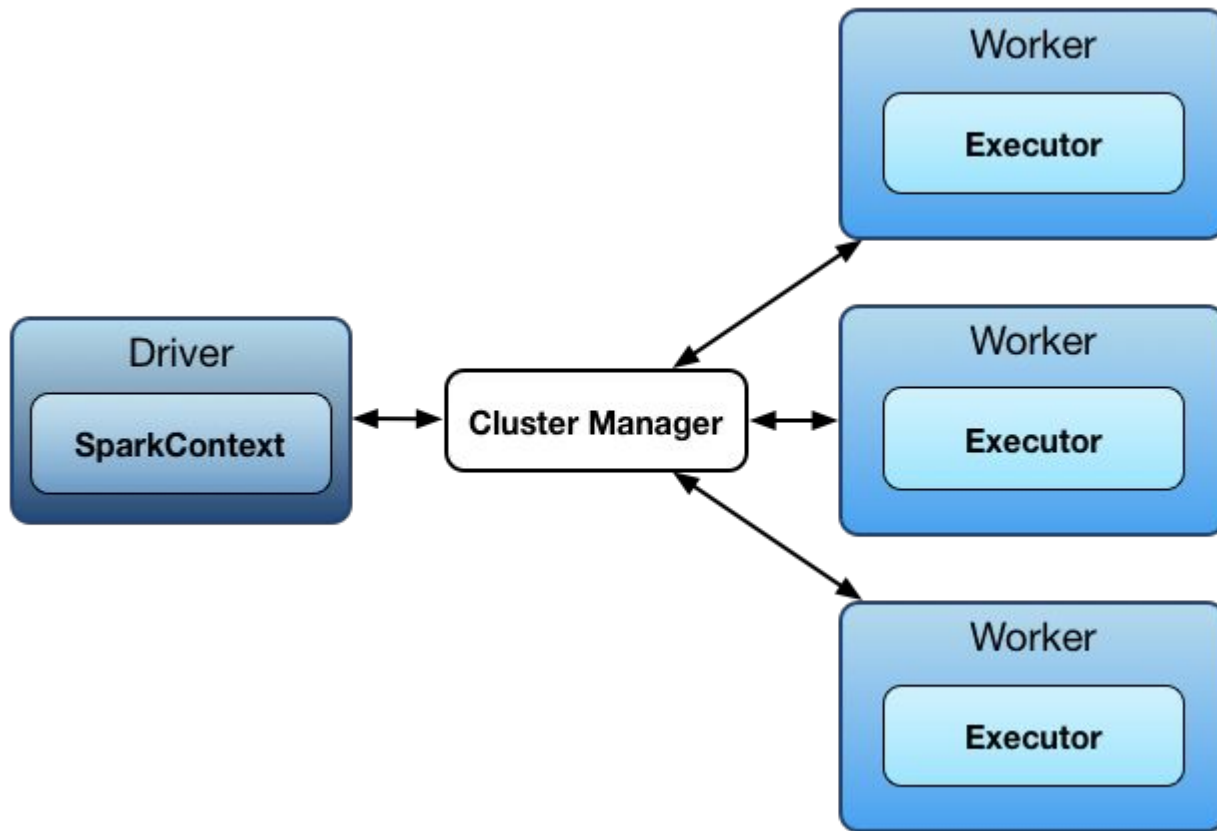 Worker
Executor
Driver
SparkContext
Cluster Manager
Worker
Executor
Worker
Executor